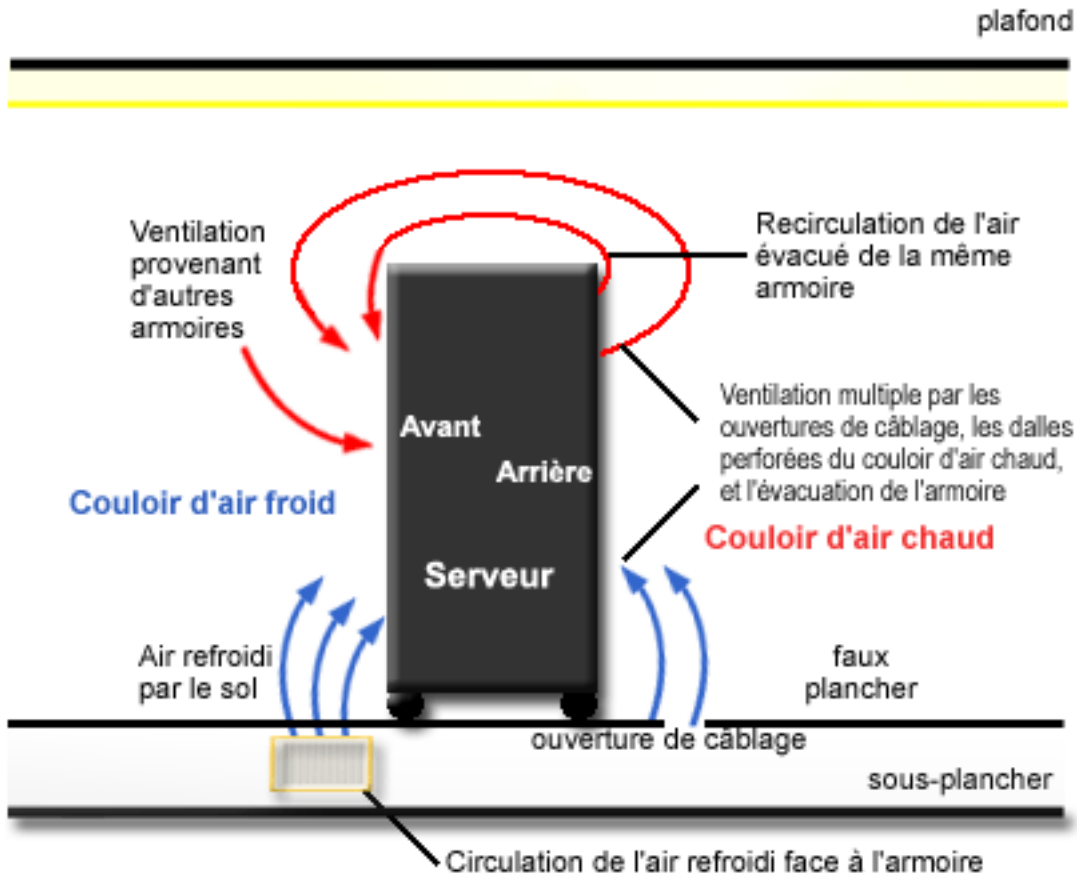 plafond
Ventilation
provenant
d'autres
armoires
Recirculation de l'air
évacué de la même
armoire
Ventilation multiple par les
ouvertures de câblage, les dalles
perforées du couloir d'air chaud,
et l'évacuation de l'armoire
Avant
Arrière
Couloir d'air froid
Couloir d'air chaud
Serveur
Air refroidi
par le sol
faux
plancher
ouverture de câblage
sous-plancher
Circulation de l'air refroidi face à l'armoire